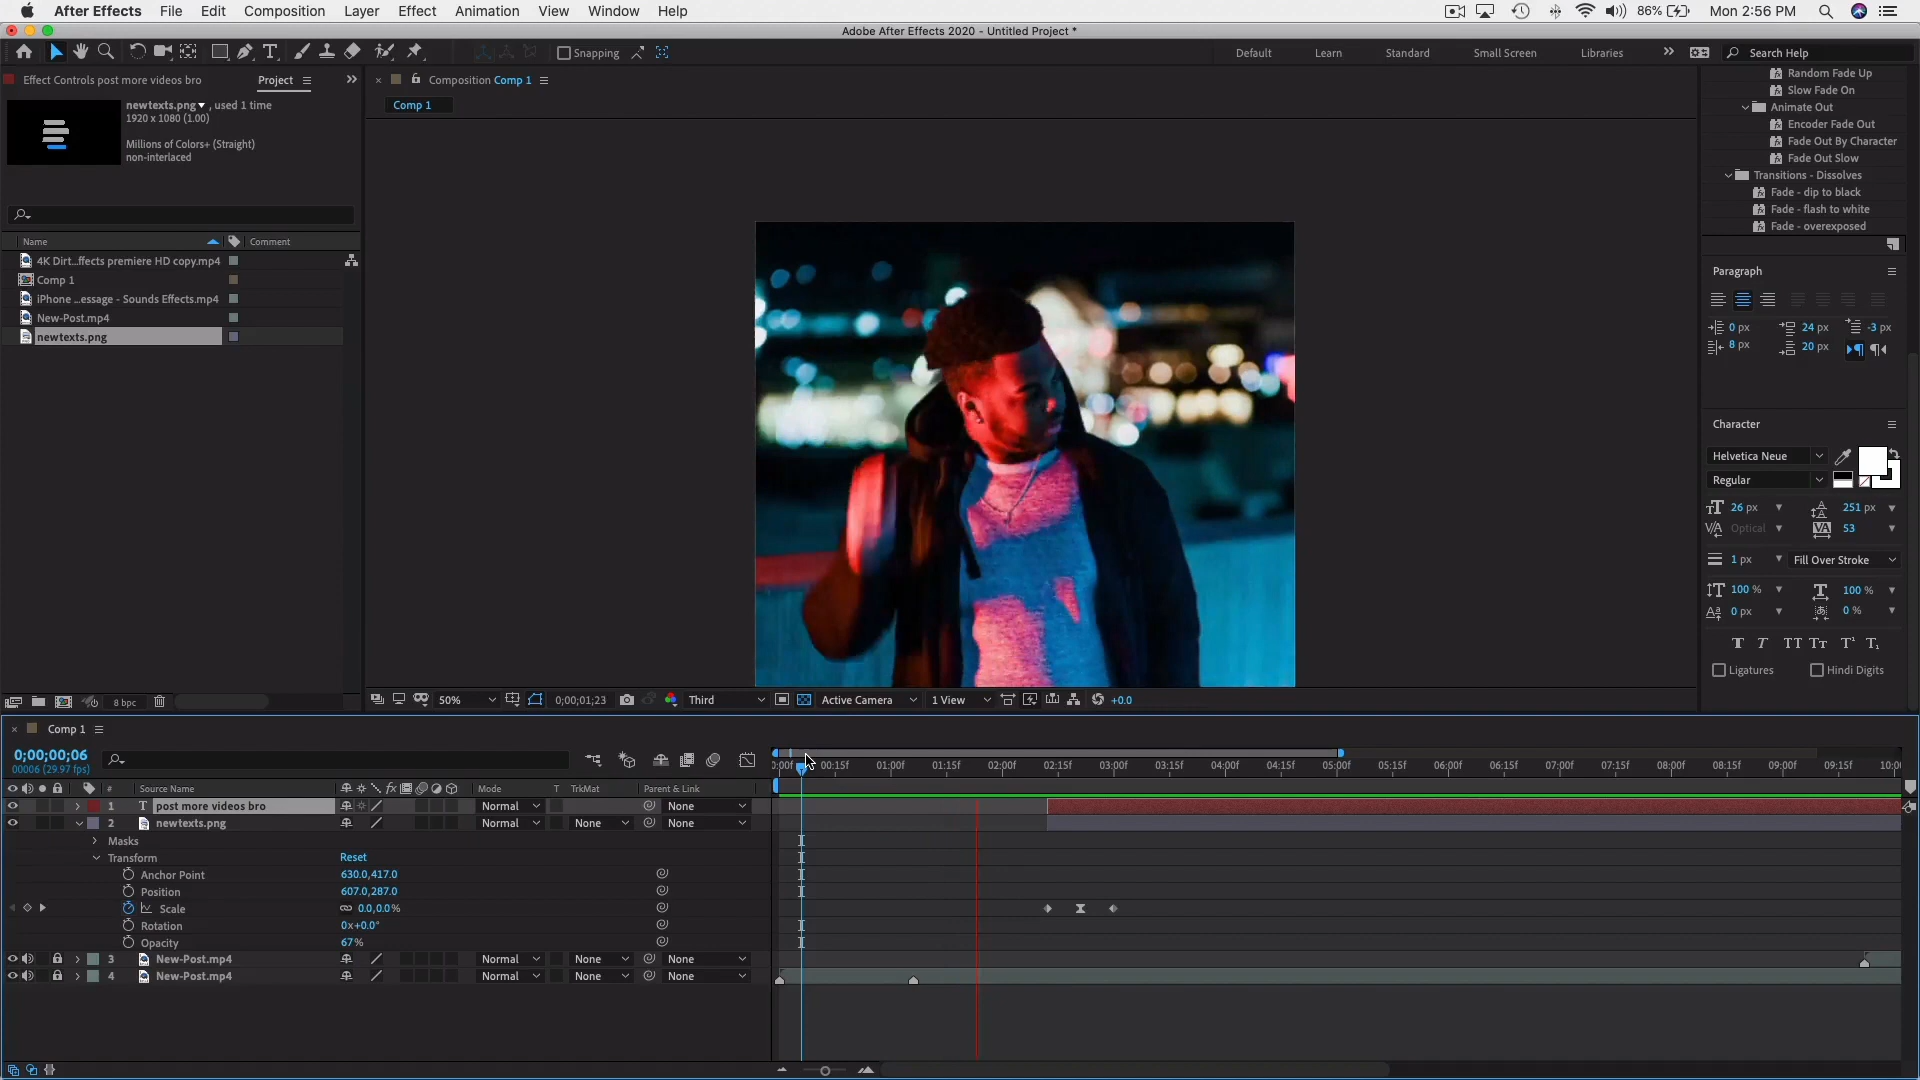 After Effects File Edit Composition Layer Effect Animation View Window Help 86% Mon 2:56 PM
Adobe After Effects 2020 - Untitled Project *
Snapping Default Learn Standard Small Screen Libraries Search Help
Effect Controls post more videos bro Project
newtexts.png , used 1 time
1920 x 1080 (1.00)
Millions of Colors+ (Straight)
non-interlaced
Name Comment
4K Dirt...ffects premiere HD copy.mp4
Comp 1
iPhone ...essage - Sounds Effects.mp4
New-Post.mp4
newtexts.png
8 bpc
Composition Comp 1
Comp 1
50% 0;00;01;23 Third Active Camera 1 View +0.0
Random Fade Up
Slow Fade On
Animate Out
Encoder Fade Out
Fade Out By Character
Fade Out Slow
Transitions - Dissolves
Fade - dip to black
Fade - flash to white
Fade - overexposed
Paragraph
0 px 24 px -3 px
8 px 20 px
Character
Helvetica Neue
Regular
26 px 251 px
Optical 53
1 px Fill Over Stroke
100 % 100 %
0 px 0 %
T T TT Tt T¹ T₁
Ligatures Hindi Digits
Comp 1
0;00;00;06
00006 (29.97 fps)
0:00f 00:15f 01:00f 01:15f 02:00f 02:15f 03:00f 03:15f 04:00f 04:15f 05:00f 05:15f 06:00f 06:15f 07:00f 07:15f 08:00f 08:15f 09:00f 09:15f 10:0
# Source Name fx Mode T TrkMat Parent & Link
1 T post more videos bro Normal None
2 newtexts.png Normal None None
Masks
Transform Reset
Anchor Point 630.0,417.0
Position 607.0,287.0
Scale 0.0,0.0%
Rotation 0x+0.0°
Opacity 67%
3 New-Post.mp4 Normal None None
4 New-Post.mp4 Normal None None